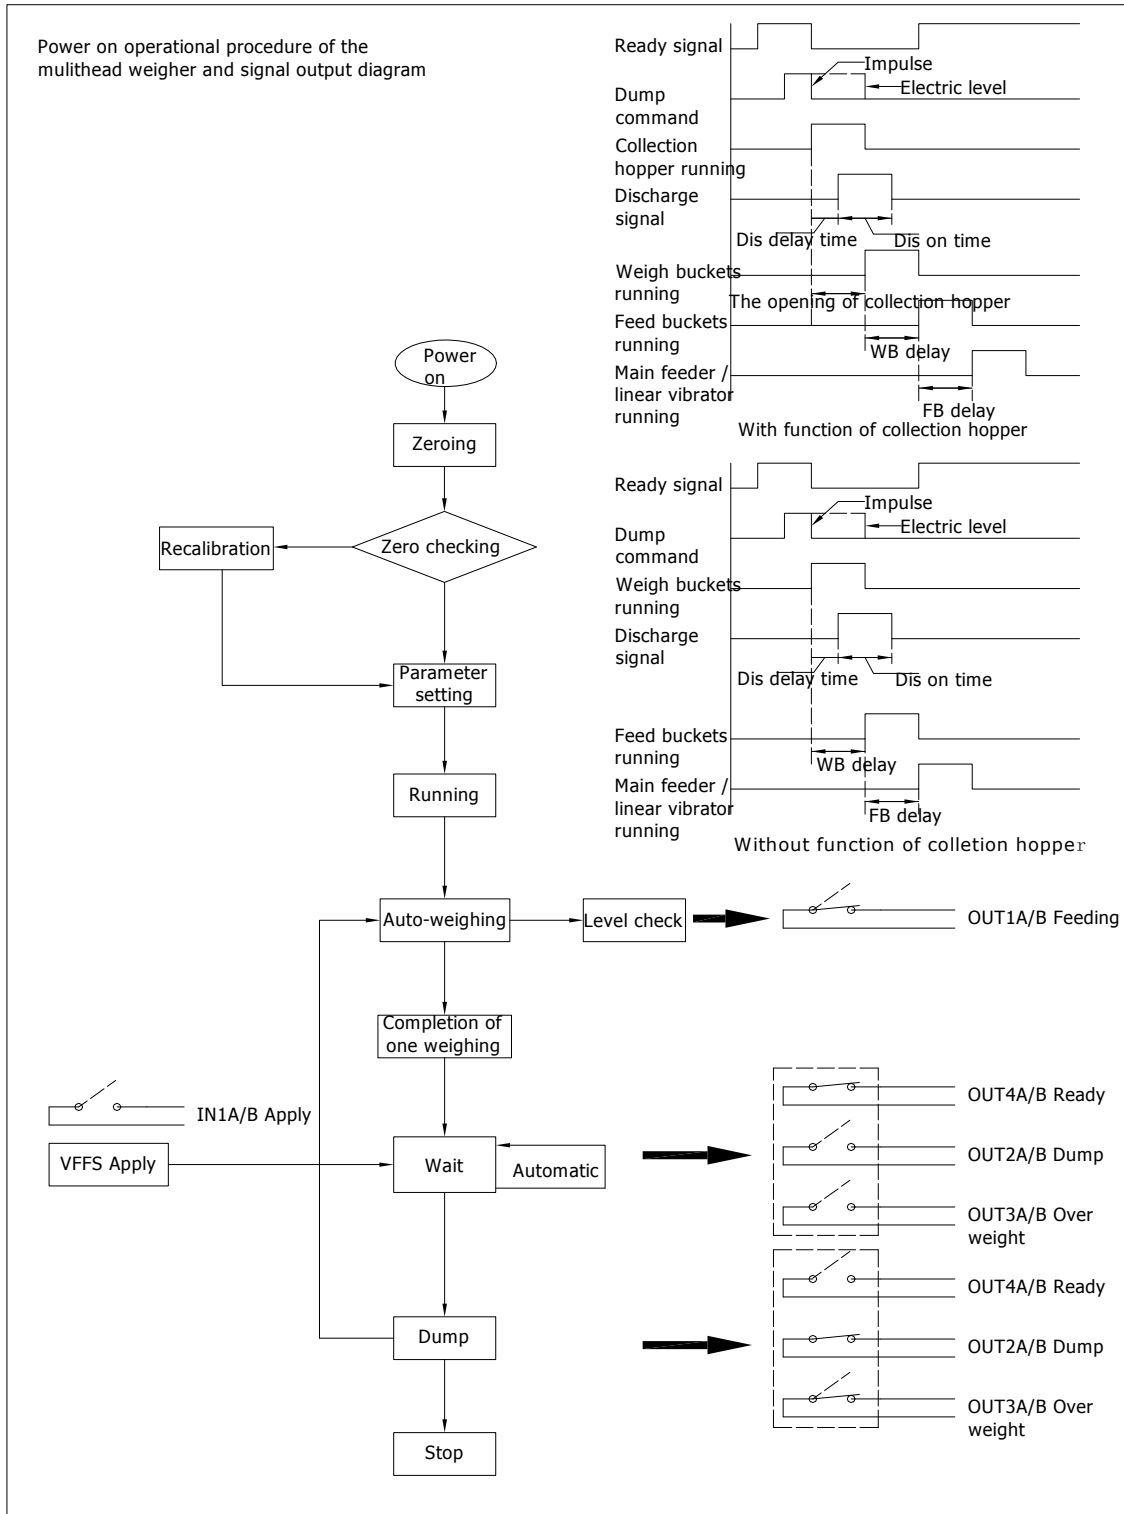 Power on operational procedure of the
mulithead weigher and signal output diagram
Ready signal
Impulse
Electric level
Dump
command
Collection
hopper running
Discharge
signal
Dis delay time
Dis on time
Weigh buckets
running
The opening of collection hopper
Feed buckets
running
WB delay
Main feeder /
linear vibrator
running
FB delay
With function of collection hopper
Ready signal
Impulse
Electric level
Dump
command
Weigh buckets
running
Discharge
signal
Dis delay time
Dis on time
Feed buckets
running
WB delay
Main feeder /
linear vibrator
running
FB delay
Without function of colletion hopper
Power
on
Zeroing
Zero checking
Recalibration
Parameter
setting
Running
Auto-weighing
Level check
OUT1A/B Feeding
Completion of
one weighing
IN1A/B Apply
VFFS Apply
Wait
Automatic
OUT4A/B Ready
OUT2A/B Dump
OUT3A/B Over
weight
Dump
OUT4A/B Ready
OUT2A/B Dump
OUT3A/B Over
weight
Stop